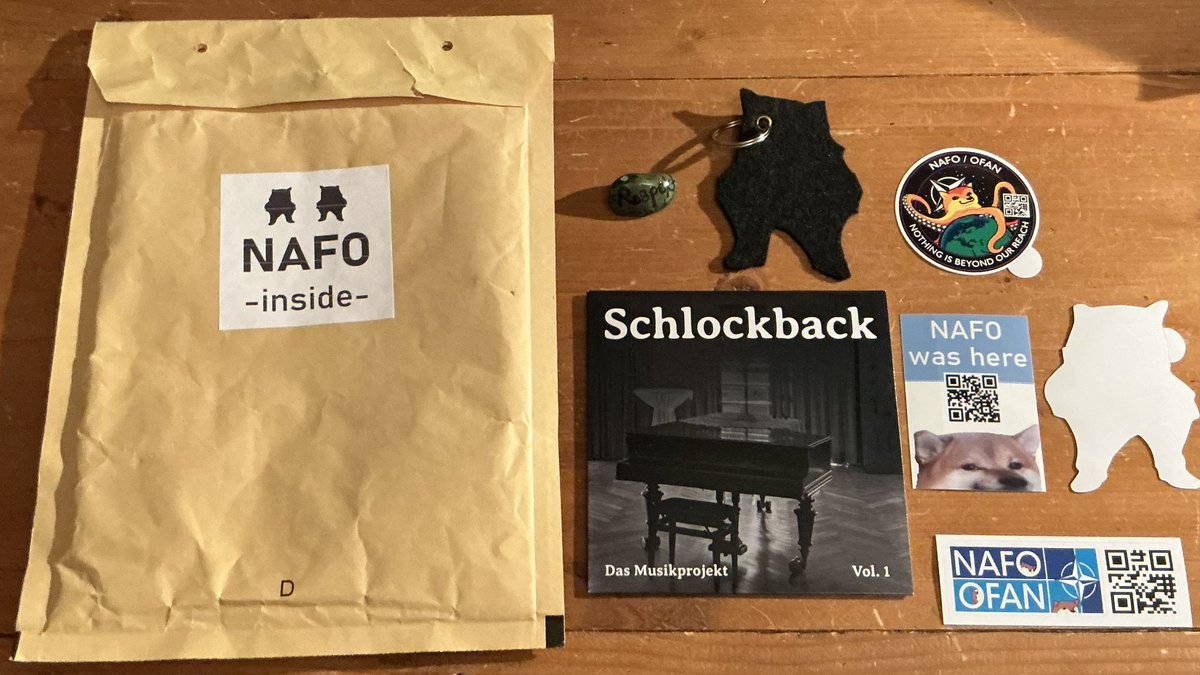 NAFO
-inside-
D
Schlockback
Das Musikprojekt
Vol. 1
NAFO / OFAN
NOTHING IS BEYOND OUR REACH
NAFO
was here
NAFO
OFAN